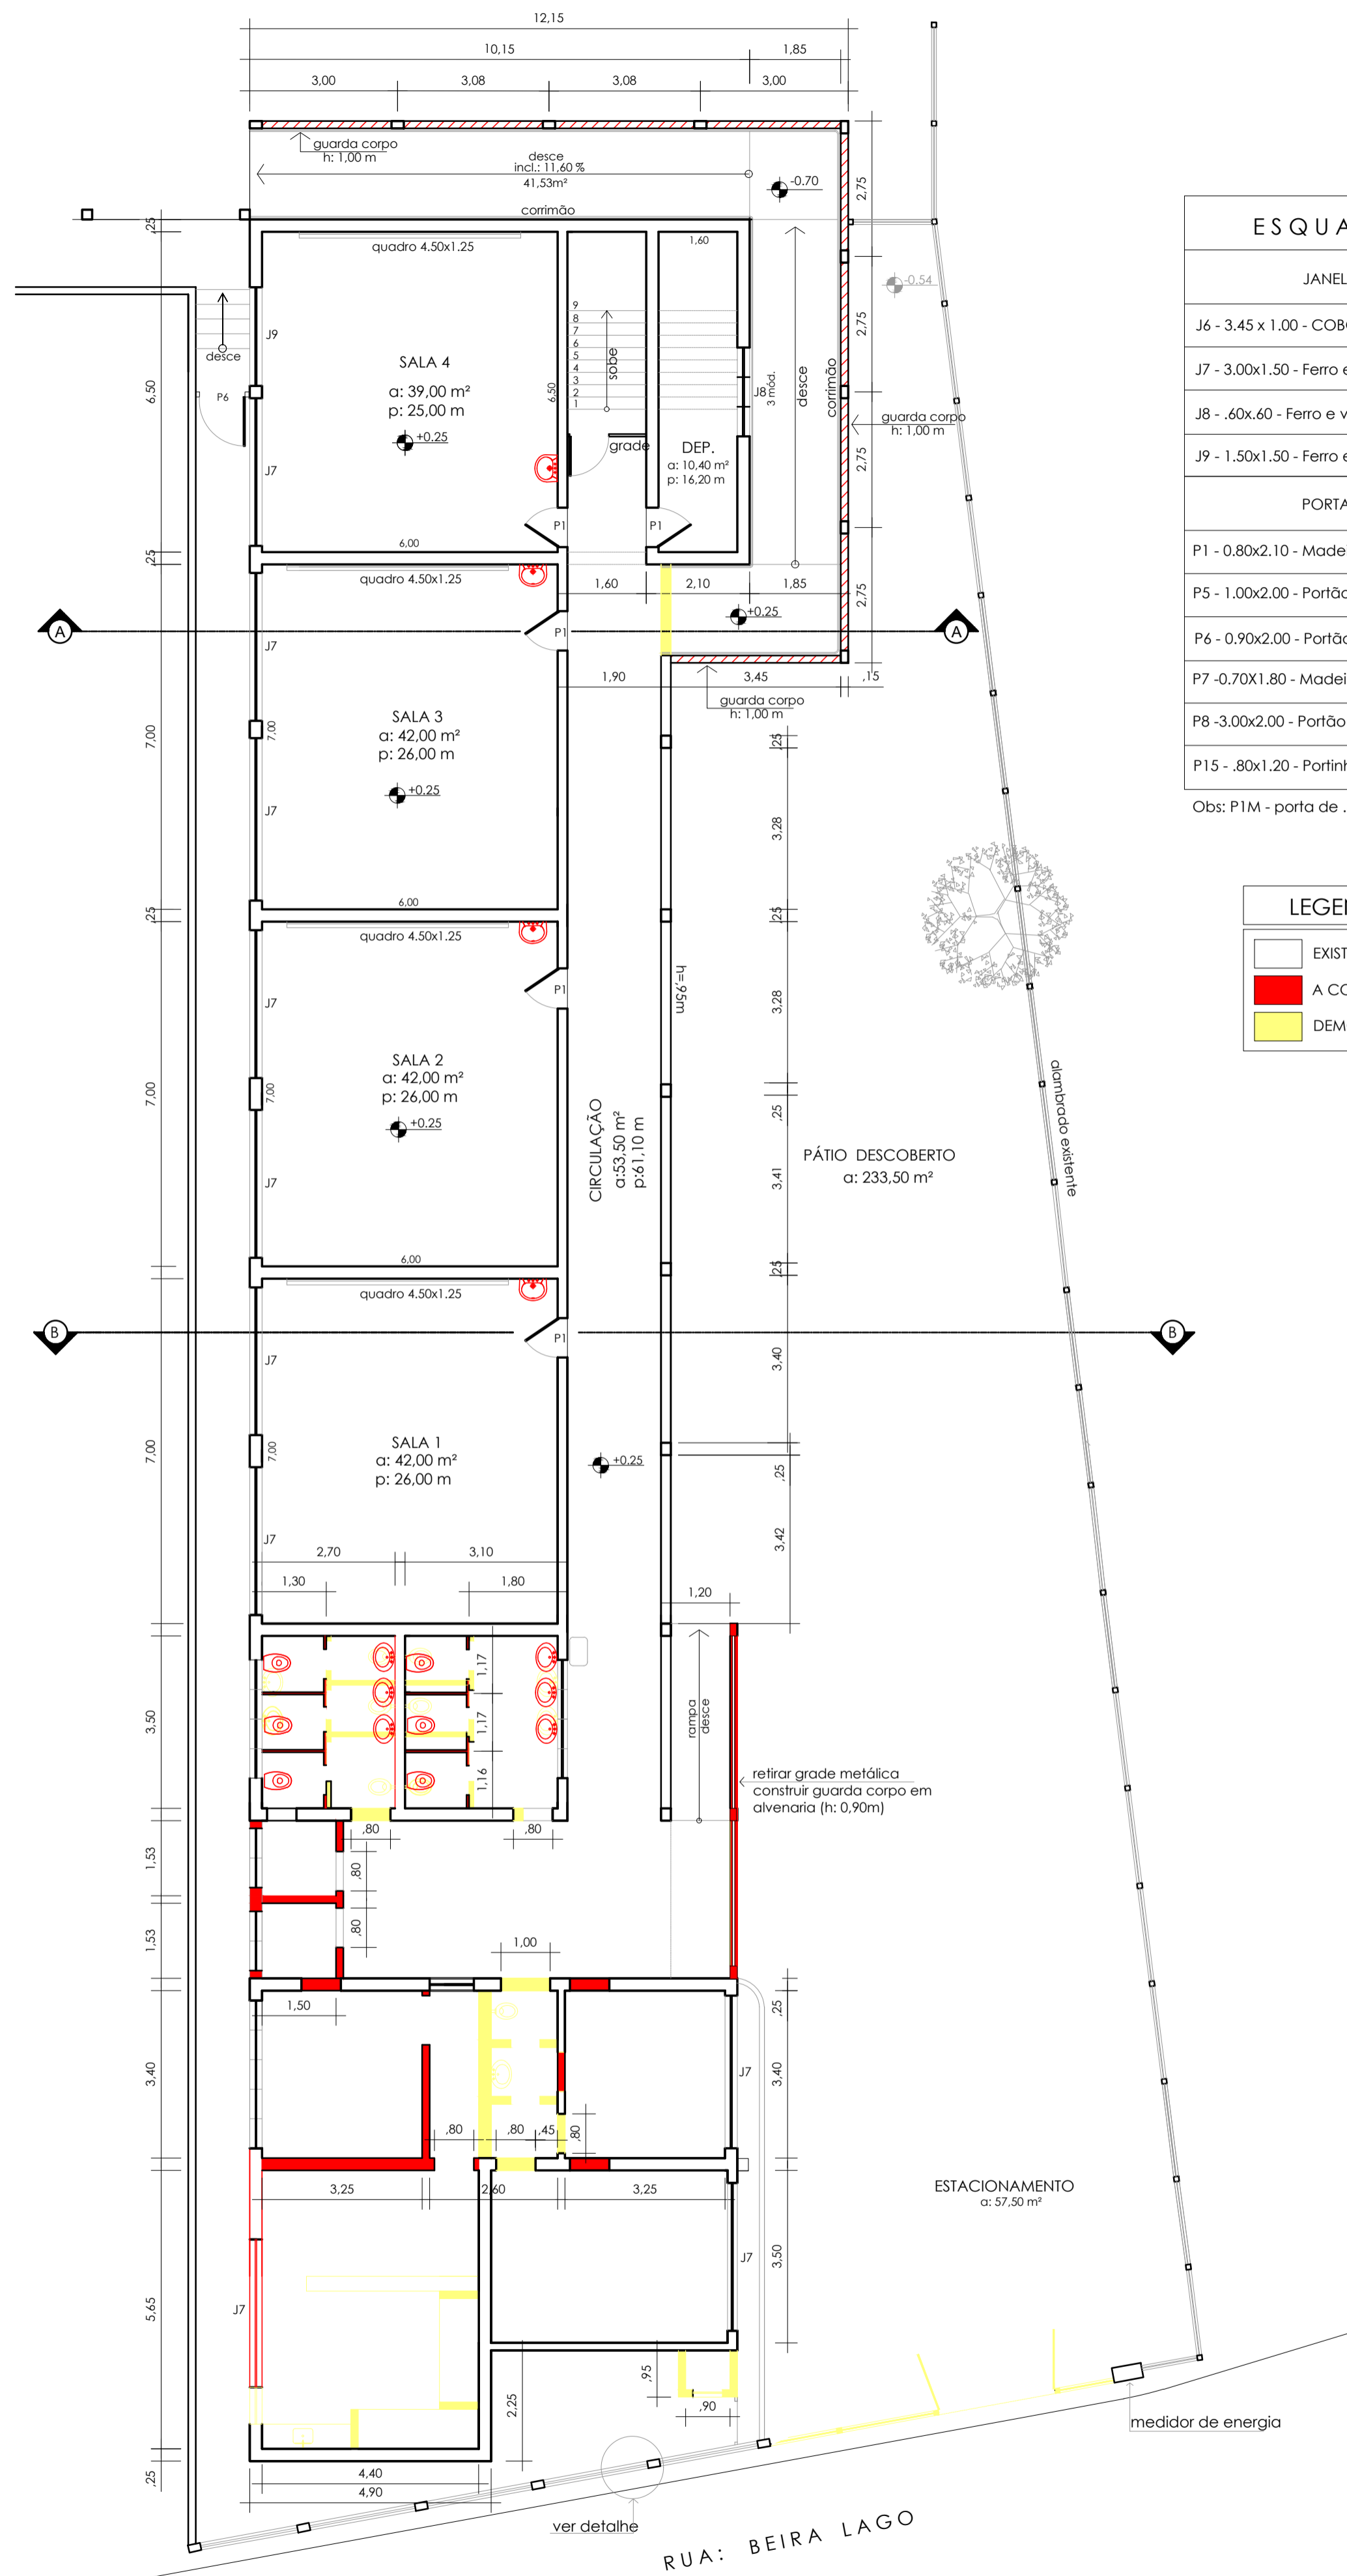 12,15
10,15
1,85
3,00
3,08
3,08
3,00
guarda corpo
h: 1,00 m
desce
incl.: 11,60 %
41,53m²
-0.70
2,75
corrimão
,25
quadro 4.50x1.25
1,60
-0.54
desce
J9
P6
SALA 4
a: 39,00 m²
p: 25,00 m
+0.25
6,50
6,50
9
8
7
6
5
4
3
2
1
sobe
grade
DEP.
a: 10,40 m²
p: 16,20 m
J8
3 mód.
desce
corrimão
2,75
guarda corpo
h: 1,00 m
2,75
J7
P1
P1
6,00
,25
quadro 4.50x1.25
1,60
2,10
1,85
2,75
+0.25
A
A
P1
J7
1,90
3,45
,15
guarda corpo
h: 1,00 m
SALA 3
a: 42,00 m²
p: 26,00 m
+0.25
7,00
7,00
J7
,25
3,28
6,00
,25
quadro 4.50x1.25
,25
P1
J7
h=,95m
3,28
SALA 2
a: 42,00 m²
p: 26,00 m
+0.25
7,00
7,00
J7
CIRCULAÇÃO
a:53,50 m²
p:61,10 m
,25
3,41
PÁTIO DESCOBERTO
a: 233,50 m²
alambrado existente
6,00
,25
quadro 4.50x1.25
B
B
P1
J7
3,40
SALA 1
a: 42,00 m²
p: 26,00 m
+0.25
7,00
7,00
,25
J7
3,42
2,70
3,10
1,30
1,80
1,20
1,17
1,17
1,16
3,50
rampa
desce
retirar grade metálica
construir guarda corpo em
alvenaria (h: 0,90m)
,80
,80
1,53
,80
1,53
,80
1,00
1,50
,25
3,40
J7
3,40
,80
,80
,45
,80
3,25
2,60
3,25
ESTACIONAMENTO
a: 57,50 m²
J7
3,50
5,65
J7
,95
,90
2,25
medidor de energia
,25
4,40
4,90
ver detalhe
RUA: BEIRA LAGO
ESQUA
JANEL
J6 - 3.45 x 1.00 - COB
J7 - 3.00x1.50 - Ferro e
J8 - .60x.60 - Ferro e v
J9 - 1.50x1.50 - Ferro e
PORTA
P1 - 0.80x2.10 - Madei
P5 - 1.00x2.00 - Portão
P6 - 0.90x2.00 - Portão
P7 -0.70X1.80 - Madei
P8 -3.00x2.00 - Portão
P15 - .80x1.20 - Portinh
Obs: P1M - porta de .
LEGEN
EXIST
A CO
DEM